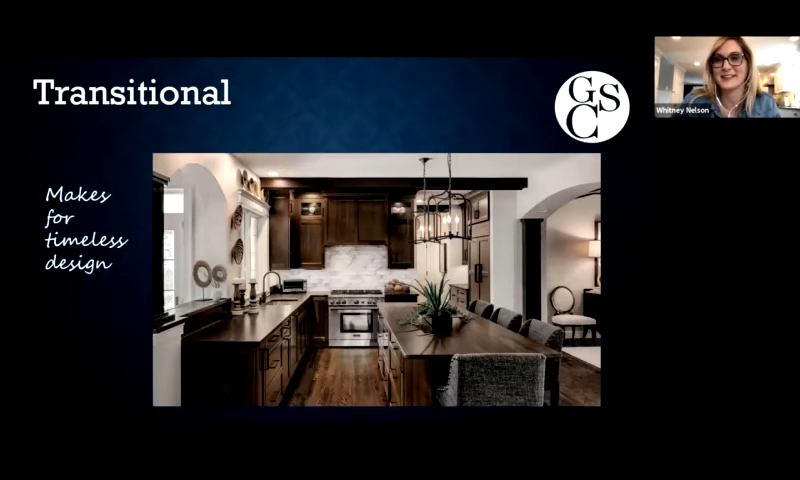 Transitional
GSC
Whitney Nelson
Makes
for
timeless
design